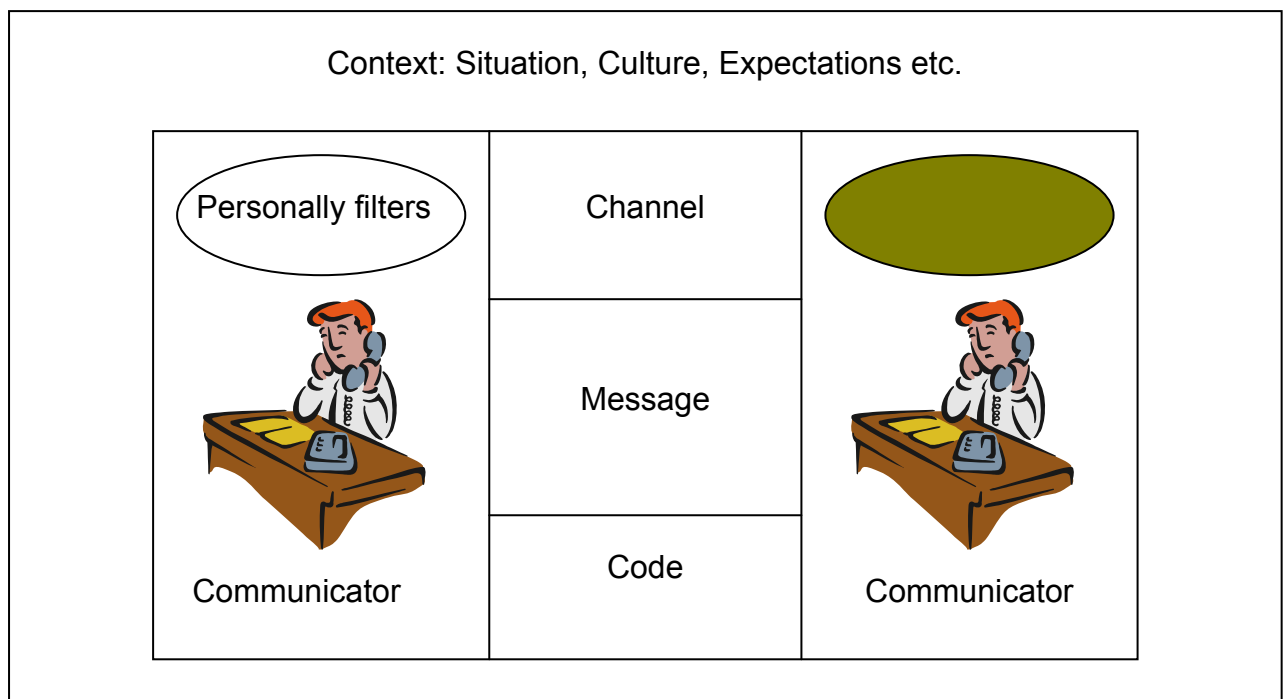 Context: Situation, Culture, Expectations etc.
Personally filters
Channel
Message
Code
Communicator
Communicator